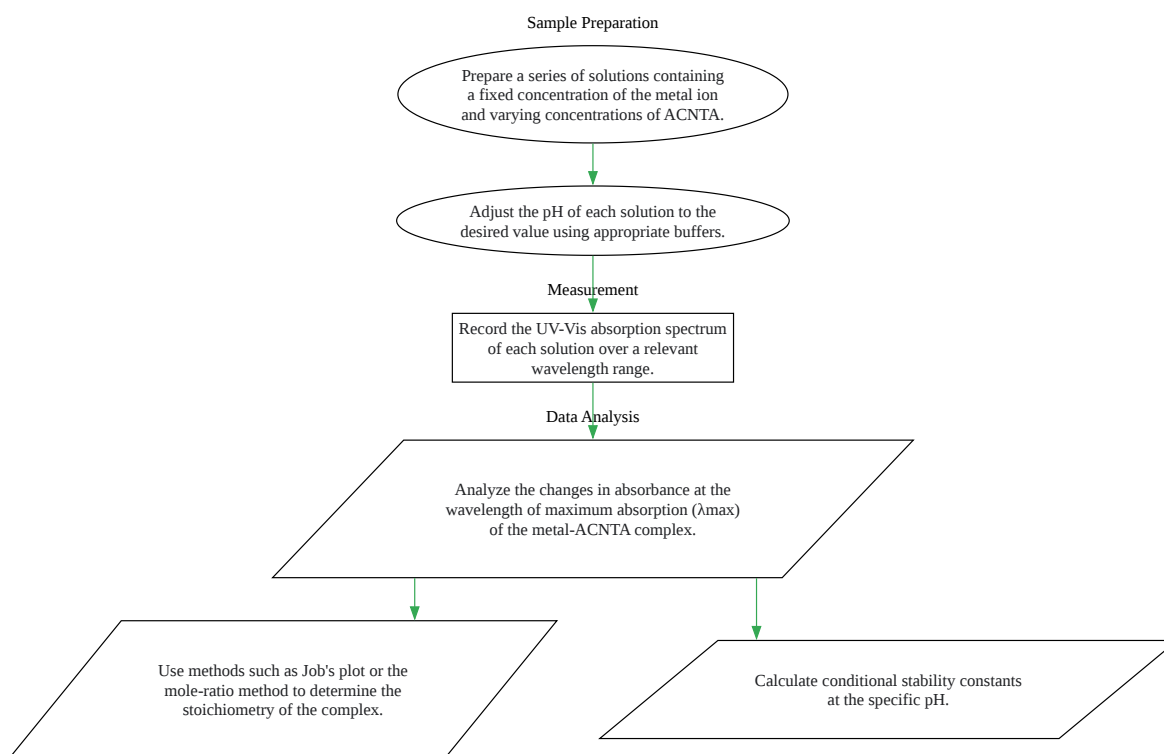 Sample Preparation
Prepare a series of solutions containing
a fixed concentration of the metal ion
and varying concentrations of ACNTA.
Adjust the pH of each solution to the
desired value using appropriate buffers.
Measurement
Record the UV-Vis absorption spectrum
of each solution over a relevant
wavelength range.
Data Analysis
Analyze the changes in absorbance at the
wavelength of maximum absorption (λmax)
of the metal-ACNTA complex.
Use methods such as Job's plot or the
mole-ratio method to determine the
stoichiometry of the complex.
Calculate conditional stability constants
at the specific pH.